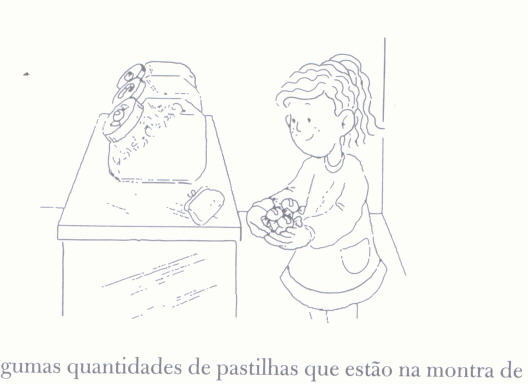 gumas quantidades de pastilhas que estão na montra de